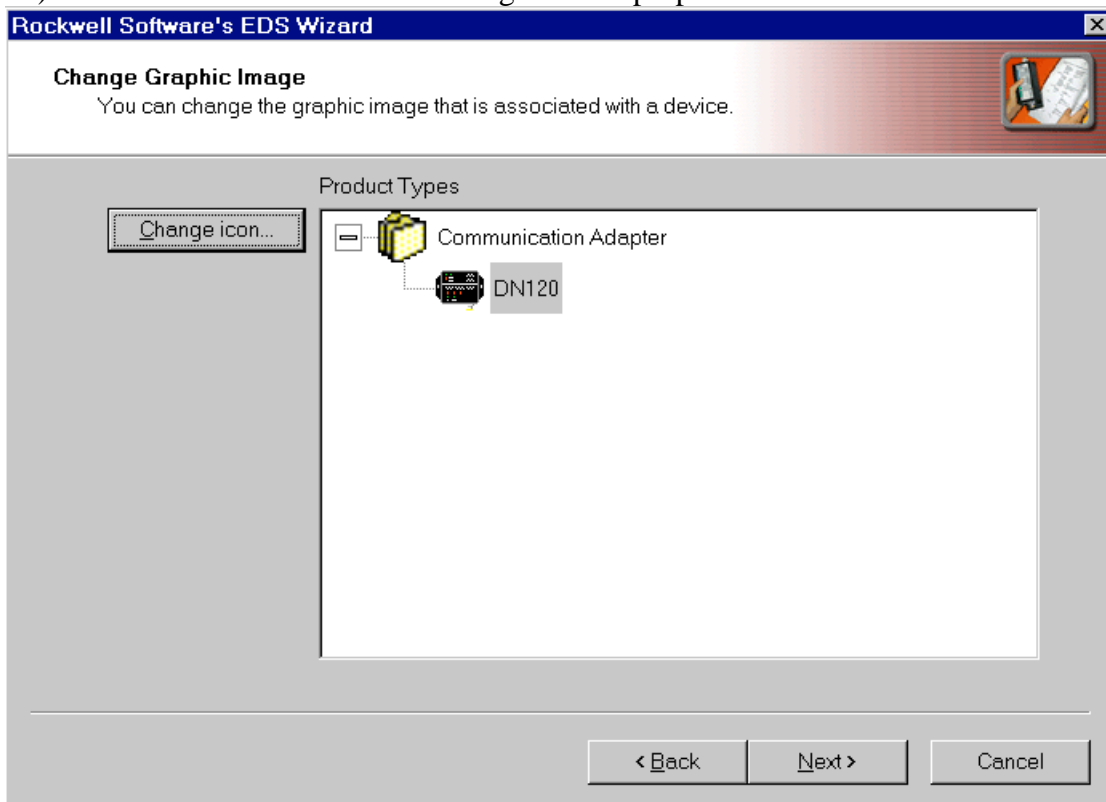 Rockwell Software's EDS Wizard
Change Graphic Image
You can change the graphic image that is associated with a device.
Product Types
Change icon...
Communication Adapter
DN120
< Back
Next >
Cancel